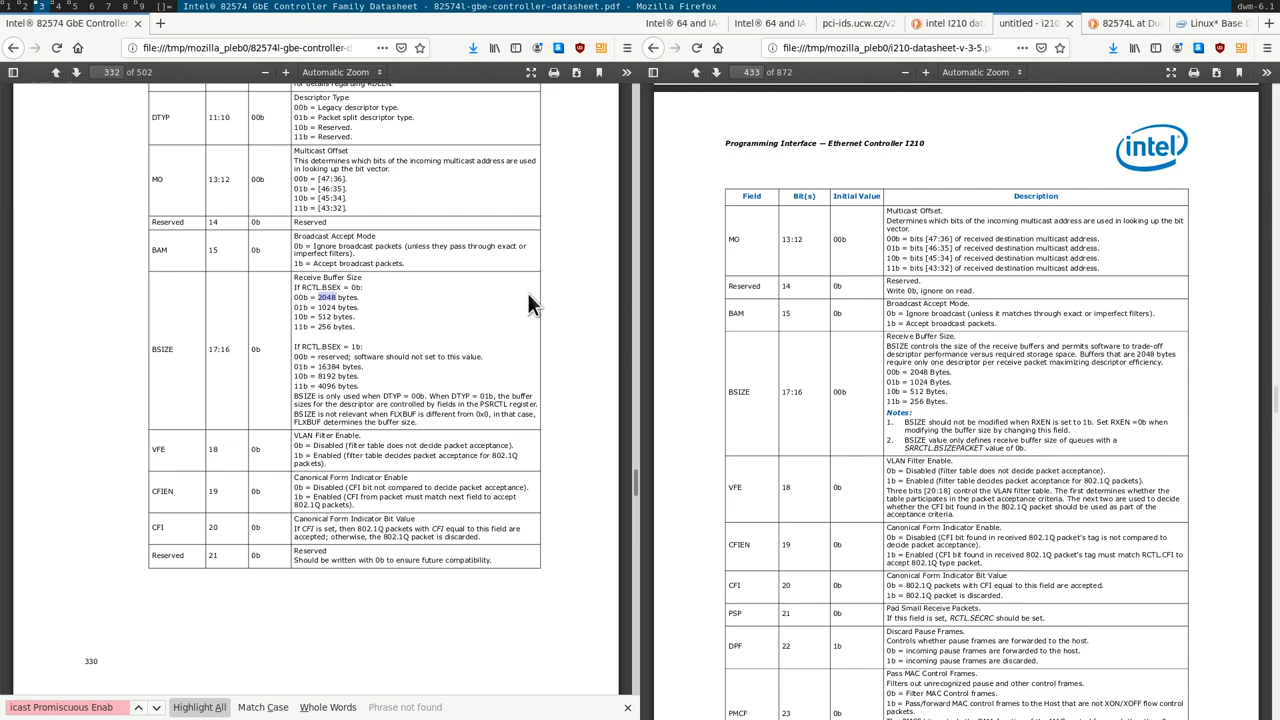 1 2 3 4 5 6 7 8 9 []= Intel® 82574 GbE Controller Family Datasheet - 82574l-gbe-controller-datasheet.pdf - Mozilla Firefox dwm-6.1
Intel® 82574 GbE Controller
file:///tmp/mozilla_pleb0/82574l-gbe-controller-d
332 of 502
Automatic Zoom
for details regarding RDLEN.
DTYP 11:10 00b
Descriptor Type
00b = Legacy descriptor type.
01b = Packet split descriptor type.
10b = Reserved.
11b = Reserved.
MO 13:12 00b
Multicast Offset
This determines which bits of the incoming multicast address are used
in looking up the bit vector.
00b = [47:36].
01b = [46:35].
10b = [45:34].
11b = [43:32].
Reserved 14 0b Reserved
BAM 15 0b
Broadcast Accept Mode
0b = Ignore broadcast packets (unless they pass through exact or
imperfect filters).
1b = Accept broadcast packets.
BSIZE 17:16 0b
Receive Buffer Size
If RCTL.BSEX = 0b:
00b = 2048 bytes.
01b = 1024 bytes.
10b = 512 bytes.
11b = 256 bytes.
If RCTL.BSEX = 1b:
00b = reserved; software should not set to this value.
01b = 16384 bytes.
10b = 8192 bytes.
11b = 4096 bytes.
BSIZE is only used when DTYP = 00b. When DTYP = 01b, the buffer
sizes for the descriptor are controlled by fields in the PSRCTL register.
BSIZE is not relevant when FLXBUF is different from 0x0, in that case,
FLXBUF determines the buffer size.
VFE 18 0b
VLAN Filter Enable.
0b = Disabled (filter table does not decide packet acceptance).
1b = Enabled (filter table decides packet acceptance for 802.1Q
packets).
CFIEN 19 0b
Canonical Form Indicator Enable
0b = Disabled (CFI bit not compared to decide packet acceptance).
1b = Enabled (CFI from packet must match next field to accept
802.1Q packets).
CFI 20 0b
Canonical Form Indicator Bit Value
If CFI is set, then 802.1Q packets with CFI equal to this field are
accepted; otherwise, the 802.1Q packet is discarded.
Reserved 21 0b
Reserved
Should be written with 0b to ensure future compatibility.
330
icast Promiscuous Enab
Highlight All Match Case Whole Words Phrase not found
Intel® 64 and IA- Intel® 64 and IA- pci-ids.ucw.cz/v2 intel I210 dat untitled - i210 82574L at Du Linux* Base D
file:///tmp/mozilla_pleb0/i210-datasheet-v-3-5.p
433 of 872
Automatic Zoom
Programming Interface — Ethernet Controller I210
intel
Field Bit(s) Initial Value Description
MO 13:12 00b
Multicast Offset.
Determines which bits of the incoming multicast address are used in looking up the bit
vector.
00b = bits [47:36] of received destination multicast address.
01b = bits [46:35] of received destination multicast address.
10b = bits [45:34] of received destination multicast address.
11b = bits [43:32] of received destination multicast address.
Reserved 14 0b
Reserved.
Write 0b, ignore on read.
BAM 15 0b
Broadcast Accept Mode.
0b = Ignore broadcast (unless it matches through exact or imperfect filters).
1b = Accept broadcast packets.
BSIZE 17:16 00b
Receive Buffer Size.
BSIZE controls the size of the receive buffers and permits software to trade-off
descriptor performance versus required storage space. Buffers that are 2048 bytes
require only one descriptor per receive packet maximizing descriptor efficiency.
00b = 2048 Bytes.
01b = 1024 Bytes.
10b = 512 Bytes.
11b = 256 Bytes.
Notes:
1. BSIZE should not be modified when RXEN is set to 1b. Set RXEN =0b when
modifying the buffer size by changing this field.
2. BSIZE value only defines receive buffer size of queues with a
SRRCTL.BSIZEPACKET value of 0b.
VFE 18 0b
VLAN Filter Enable.
0b = Disabled (filter table does not decide packet acceptance).
1b = Enabled (filter table decides packet acceptance for 802.1Q packets).
Three bits [20:18] control the VLAN filter table. The first determines whether the
table participates in the packet acceptance criteria. The next two are used to decide
whether the CFI bit found in the 802.1Q packet should be used as part of the
acceptance criteria.
CFIEN 19 0b
Canonical Form Indicator Enable.
0b = Disabled (CFI bit found in received 802.1Q packet's tag is not compared to
decide packet acceptance).
1b = Enabled (CFI bit found in received 802.1Q packet's tag must match RCTL.CFI to
accept 802.1Q type packet.
CFI 20 0b
Canonical Form Indicator Bit Value
0b = 802.1Q packets with CFI equal to this field are accepted.
1b = 802.1Q packet is discarded.
PSP 21 0b
Pad Small Receive Packets.
If this field is set, RCTL.SECRC should be set.
DPF 22 1b
Discard Pause Frames.
Controls whether pause frames are forwarded to the host.
0b = incoming pause frames are forwarded to the host.
1b = incoming pause frames are discarded.
PMCF 23 0b
Pass MAC Control Frames.
Filters out unrecognized pause and other control frames.
0b = Filter MAC Control frames.
1b = Pass/forward MAC control frames to the Host that are not XON/XOFF flow control
packets.